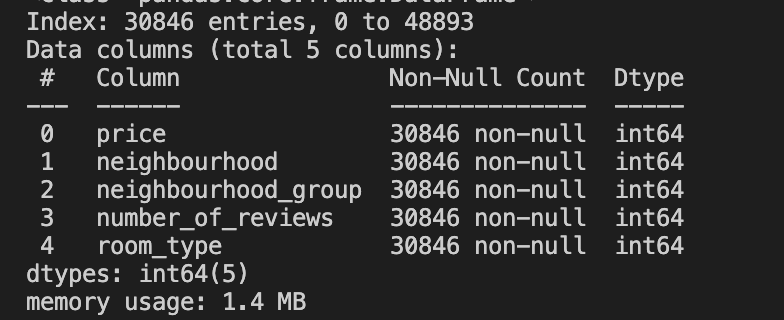 Index: 30846 entries, 0 to 48893
Data columns (total 5 columns):
 #   Column               Non-Null Count  Dtype
---  ------               --------------  -----
 0   price                30846 non-null  int64
 1   neighbourhood        30846 non-null  int64
 2   neighbourhood_group  30846 non-null  int64
 3   number_of_reviews    30846 non-null  int64
 4   room_type            30846 non-null  int64
dtypes: int64(5)
memory usage: 1.4 MB